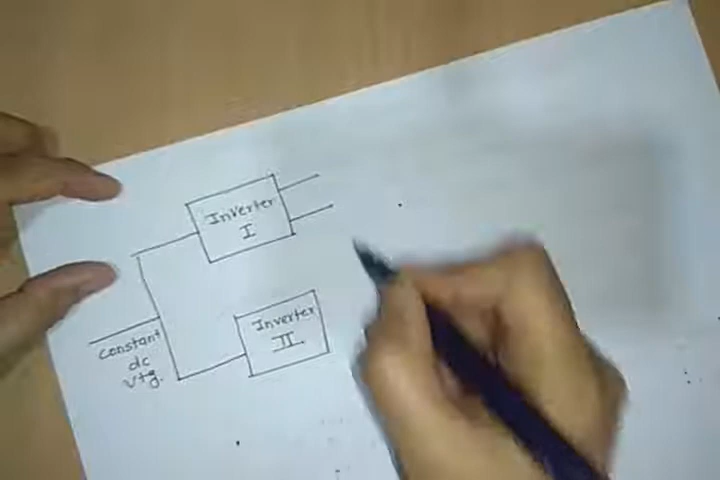 Inverter
I
Inverter
II
constant
dc
vtg.